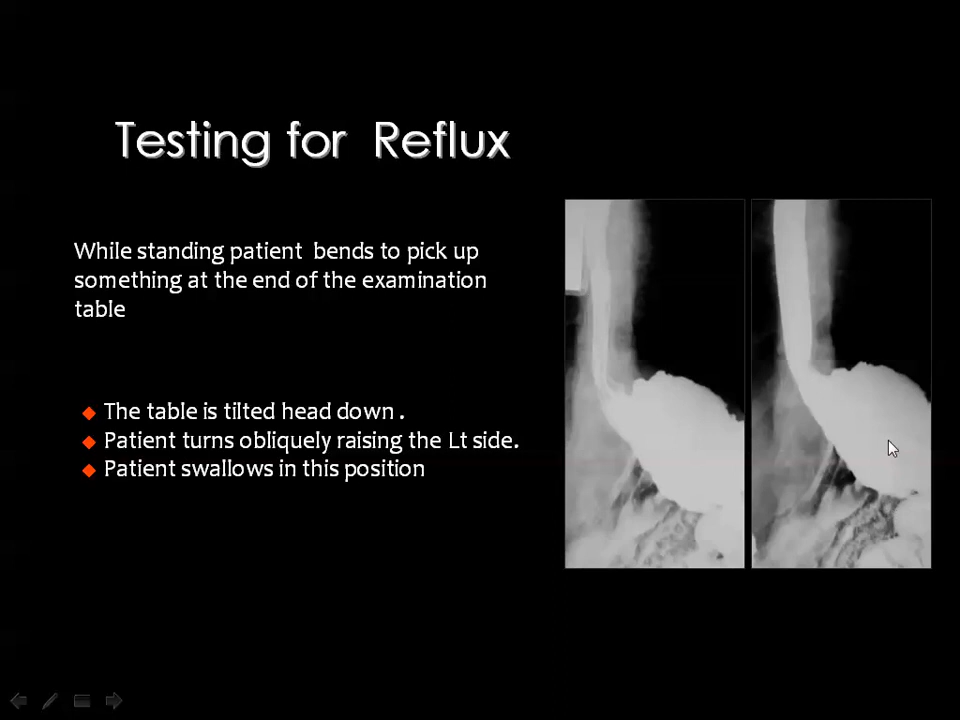 Testing for Reflux
While standing patient bends to pick up
something at the end of the examination
table
The table is tilted head down .
Patient turns obliquely raising the Lt side.
Patient swallows in this position